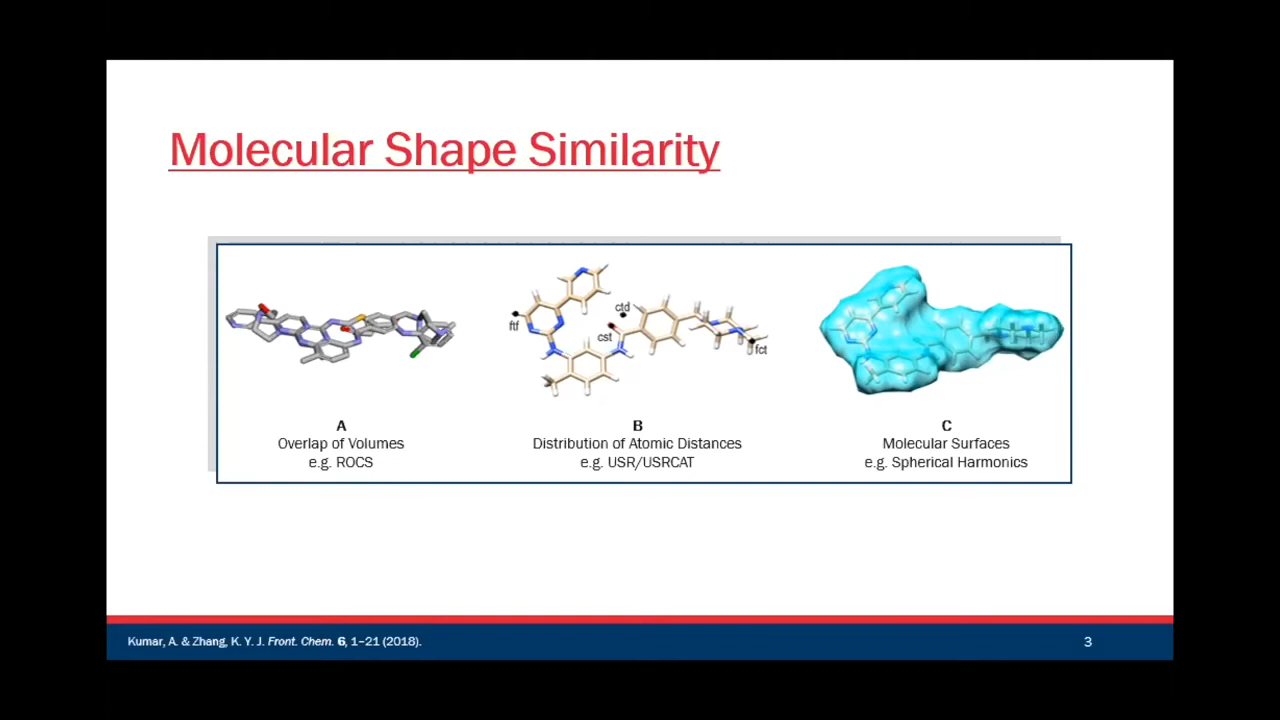 Molecular Shape Similarity
ctd
ftf
cst
fct
A
Overlap of Volumes
e.g. ROCS
B
Distribution of Atomic Distances
e.g. USR/USRCAT
C
Molecular Surfaces
e.g. Spherical Harmonics
Kumar, A. & Zhang, K. Y. J. Front. Chem. 6, 1–21 (2018).
3